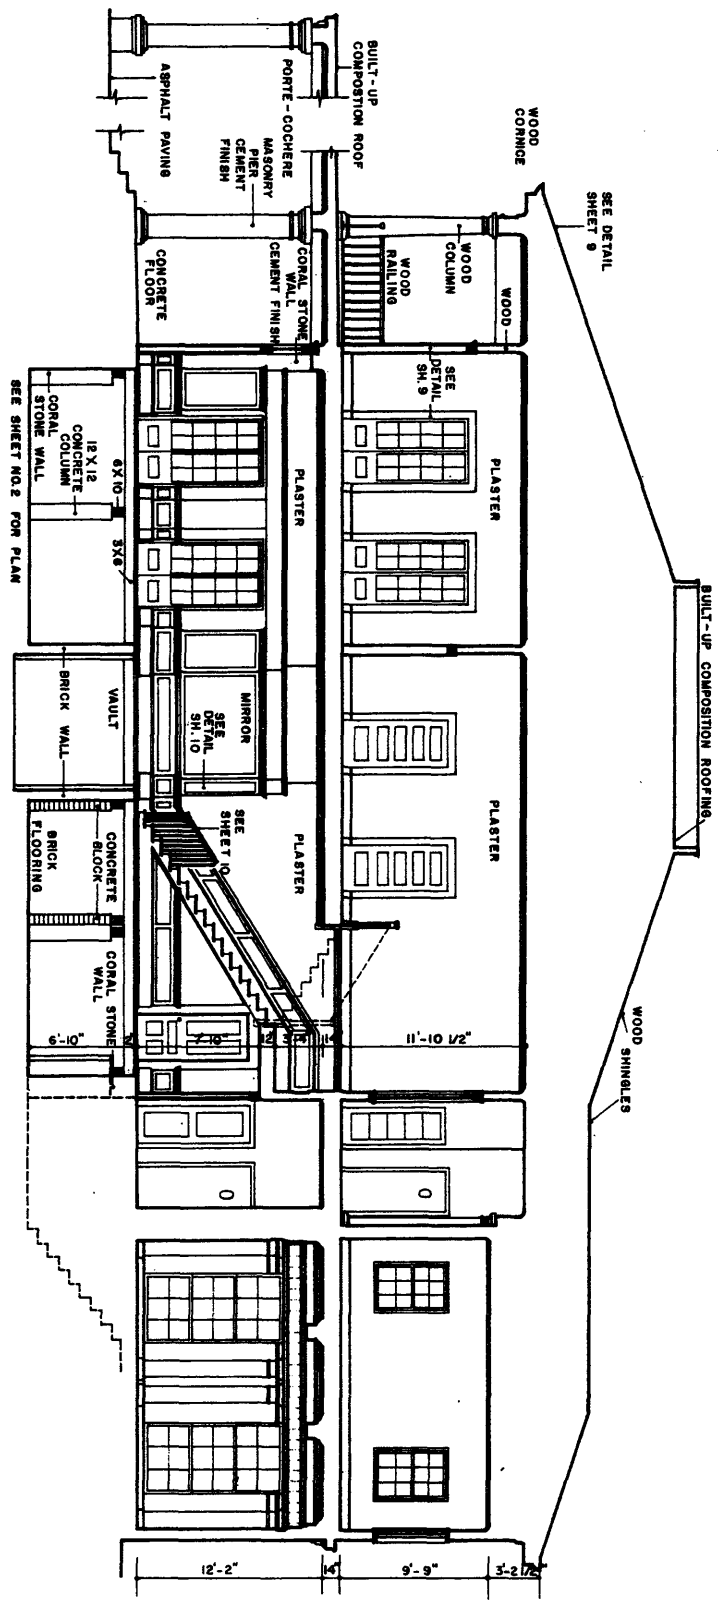 BUILT-UP COMPOSITION ROOFING
SEE DETAIL
SHEET 9
WOOD
SHINGLES
WOOD
CORNICE
WOOD
WOOD
COLUMN
WOOD
RAILING
SEE
DETAIL
SH. 9
PLASTER
PLASTER
11'-10 1/2"
3'-2 1/2"
9'-9"
BUILT-UP
COMPOSTION ROOF
PORTE-COCHERE
MASONRY
PIER
CEMENT
FINISH
CORAL STONE
WALL
CEMENT FINISH
PLASTER
PLASTER
MIRROR
SEE
DETAIL
SH. 10
SEE
SHEET 10
14"
12"
7'-10"
14"
12'-2"
ASPHALT PAVING
CONCRETE
FLOOR
6X10
3X6
12 X 12
CONCRETE
COLUMN
CORAL
STONE WALL
VAULT
BRICK WALL
CONCRETE
BLOCK
BRICK
FLOORING
CORAL STONE
WALL
2'
6'-10"
SEE SHEET NO. 2 FOR PLAN